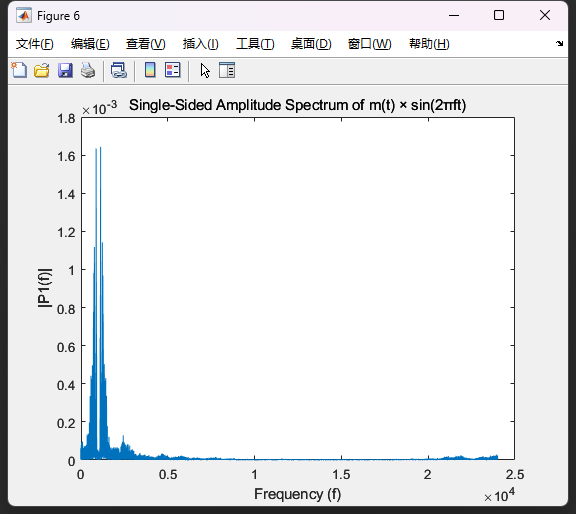 Figure 6
文件(F) 编辑(E) 查看(V) 插入(I) 工具(T) 桌面(D) 窗口(W) 帮助(H)
×10-3
Single-Sided Amplitude Spectrum of m(t) × sin(2πft)
1.8
1.6
1.4
1.2
1
0.8
0.6
0.4
0.2
0
|P1(f)|
0 0.5 1 1.5 2 2.5
Frequency (f)
×104